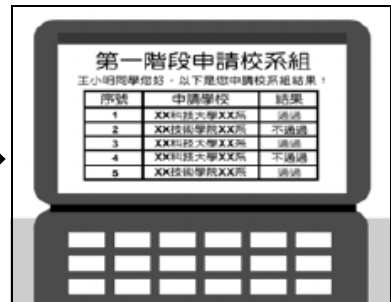 第一階段申請校系組
王小明同學您好，以下是您申請校系組結果！
序號 申請學校 結果
1 XX科技大學XX系 通過
2 XX技術學院XX系 不通過
3 XX科技大學XX系 通過
4 XX科技大學XX系 不通過
5 XX技術學院XX系 通過